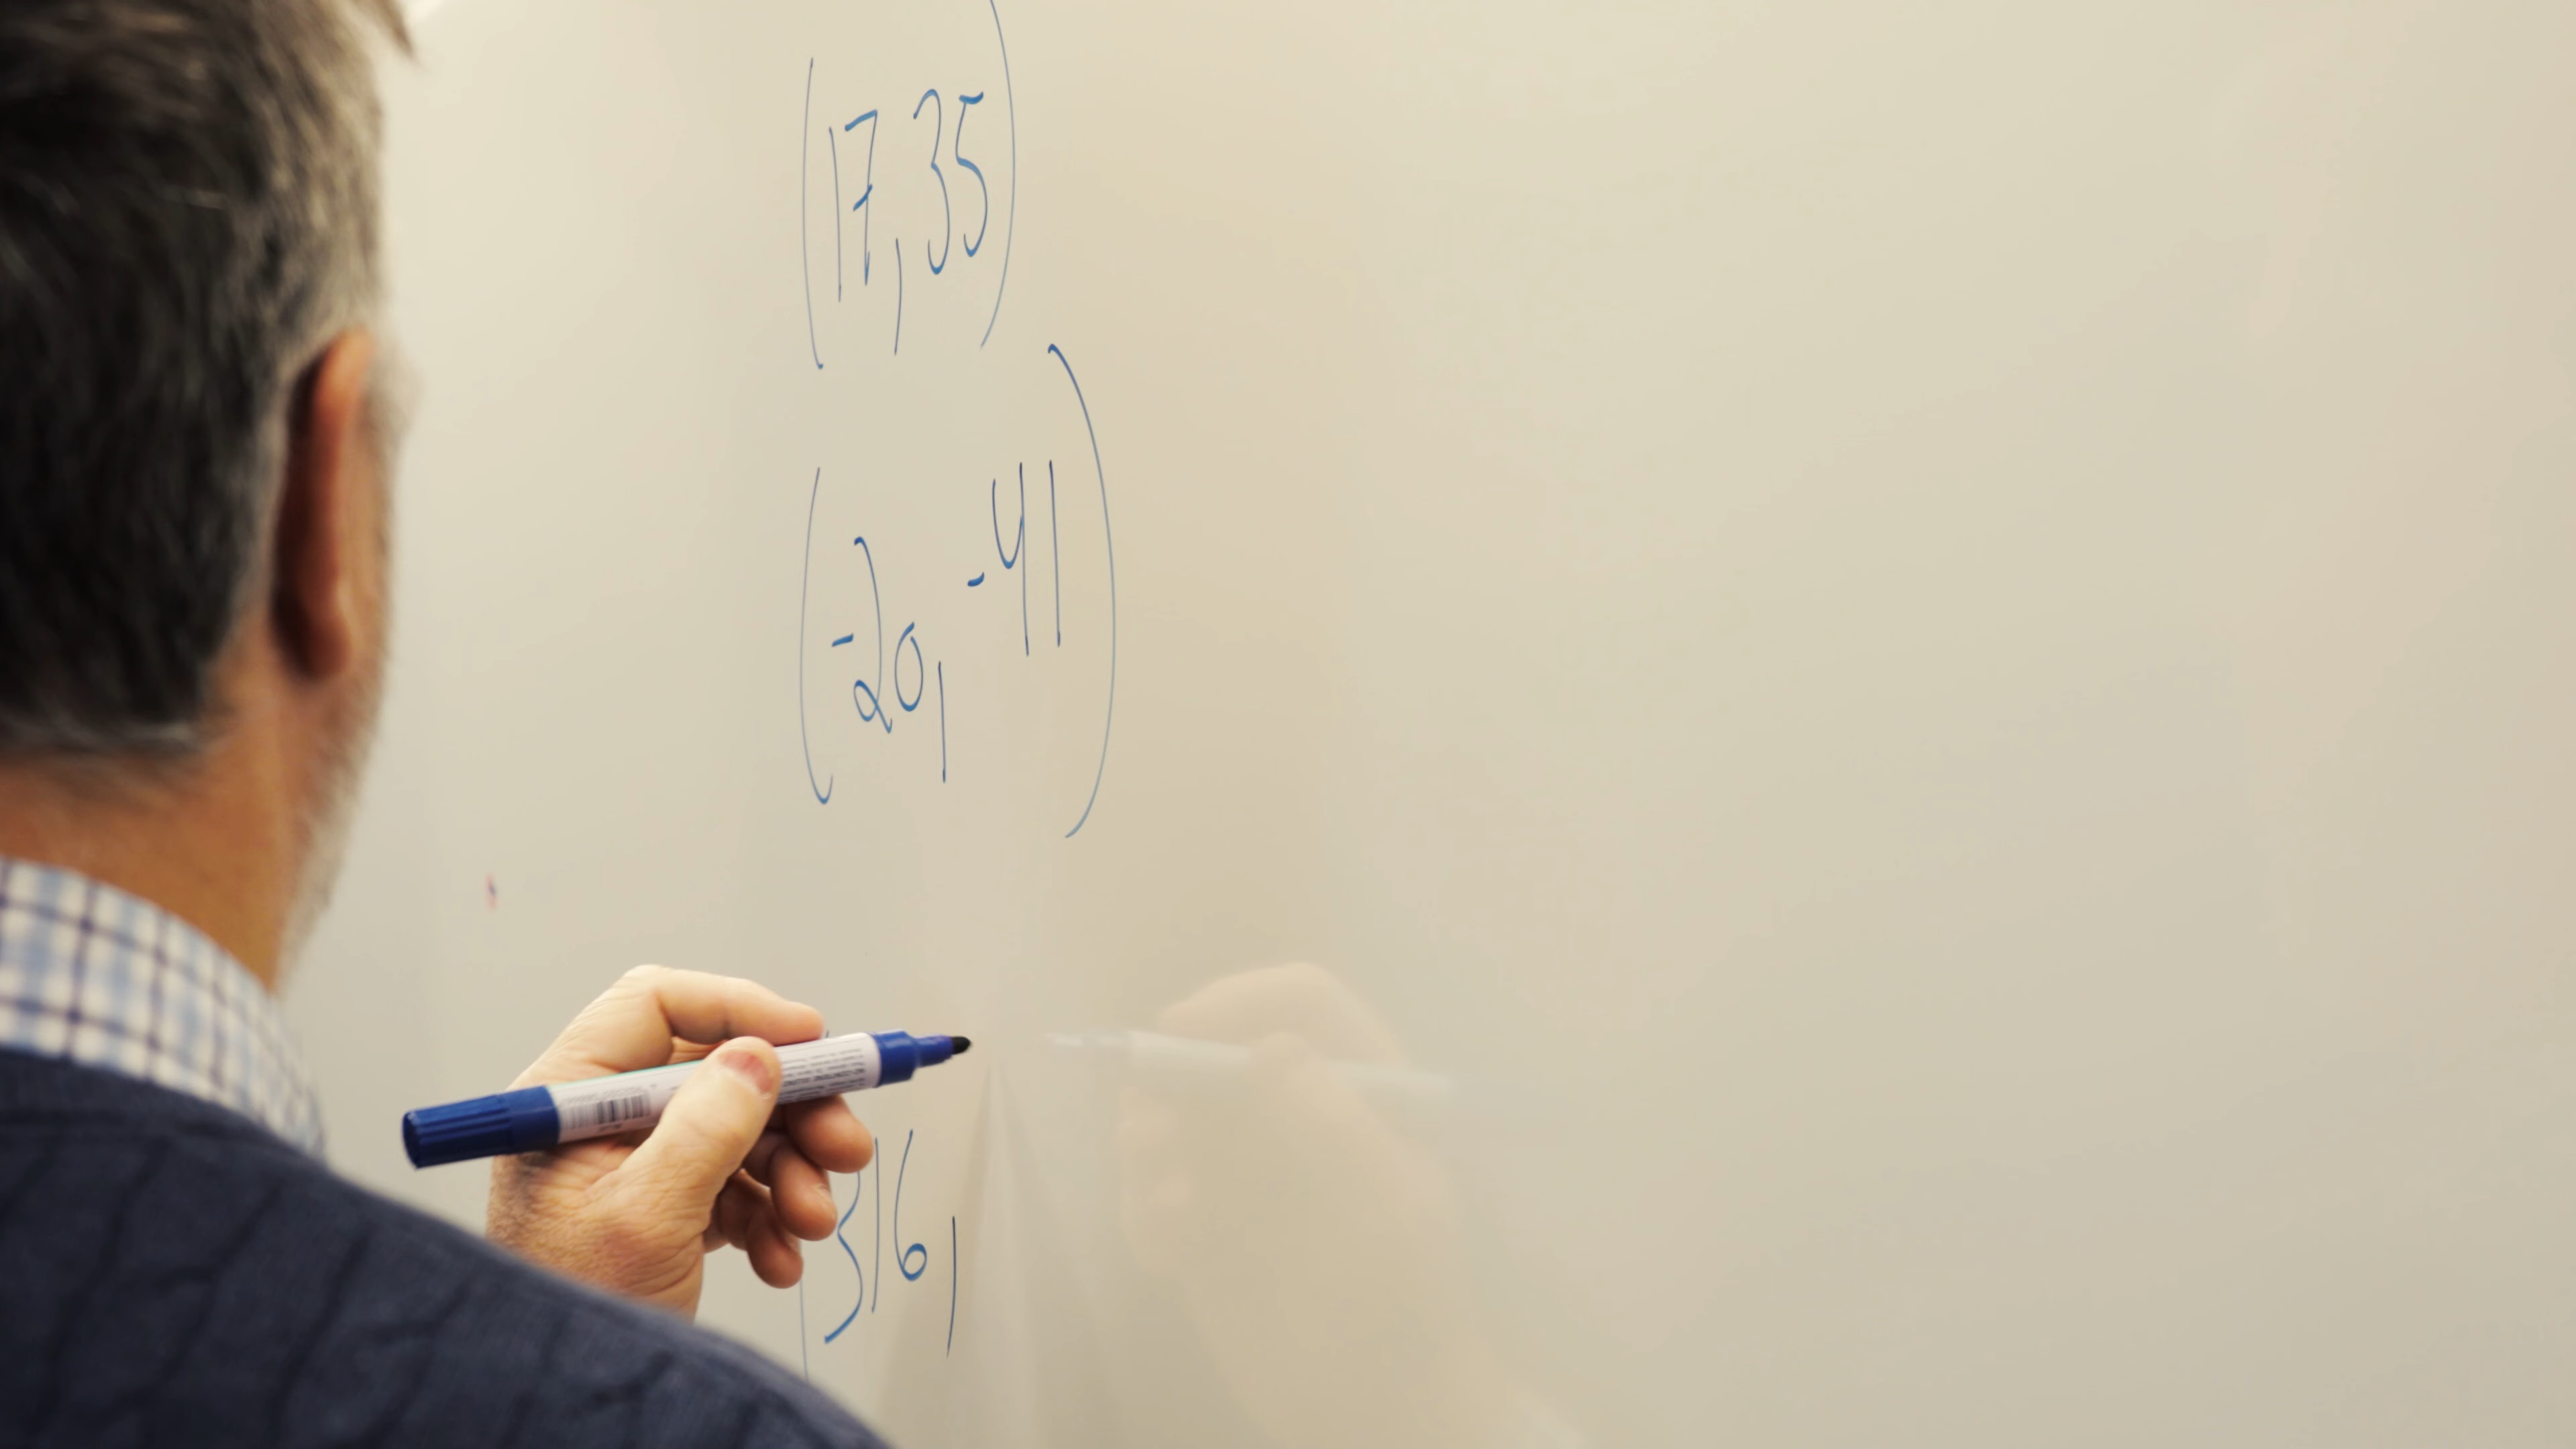 (17,35)
(-20, -41)
(316,